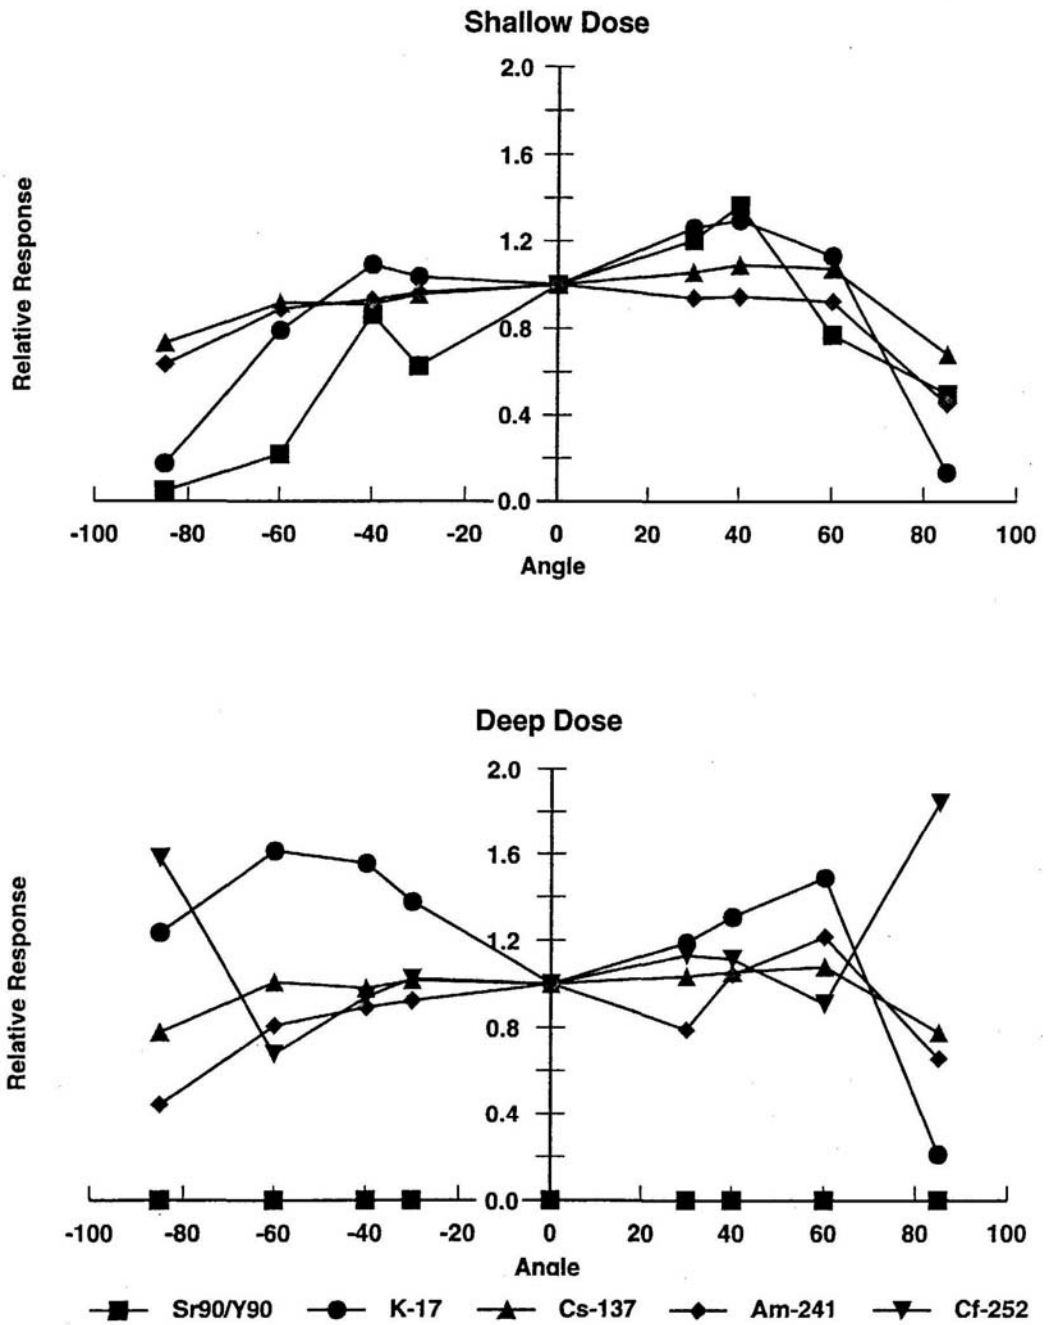 Shallow Dose
2.0
1.6
1.2
0.8
0.4
0.0
Relative Response
-100 -80 -60 -40 -20 0 20 40 60 80 100
Angle
Deep Dose
2.0
1.6
1.2
0.8
0.4
0.0
Relative Response
-100 -80 -60 -40 -20 0 20 40 60 80 100
Angle
Sr90/Y90 K-17 Cs-137 Am-241 Cf-252